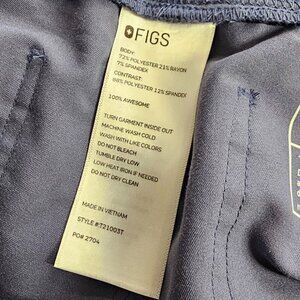 FIGS
BODY:
72% POLYESTER 21% RAYON
7% SPANDEX
CONTRAST:
88% POLYESTER 12% SPANDEX
100% AWESOME
TURN GARMENT INSIDE OUT
MACHINE WASH COLD
WASH WITH LIKE COLORS
DO NOT BLEACH
TUMBLE DRY LOW
LOW HEAT IRON IF NEEDED
DO NOT DRY CLEAN
MADE IN VIETNAM
STYLE #:T21003T
PO# 2704